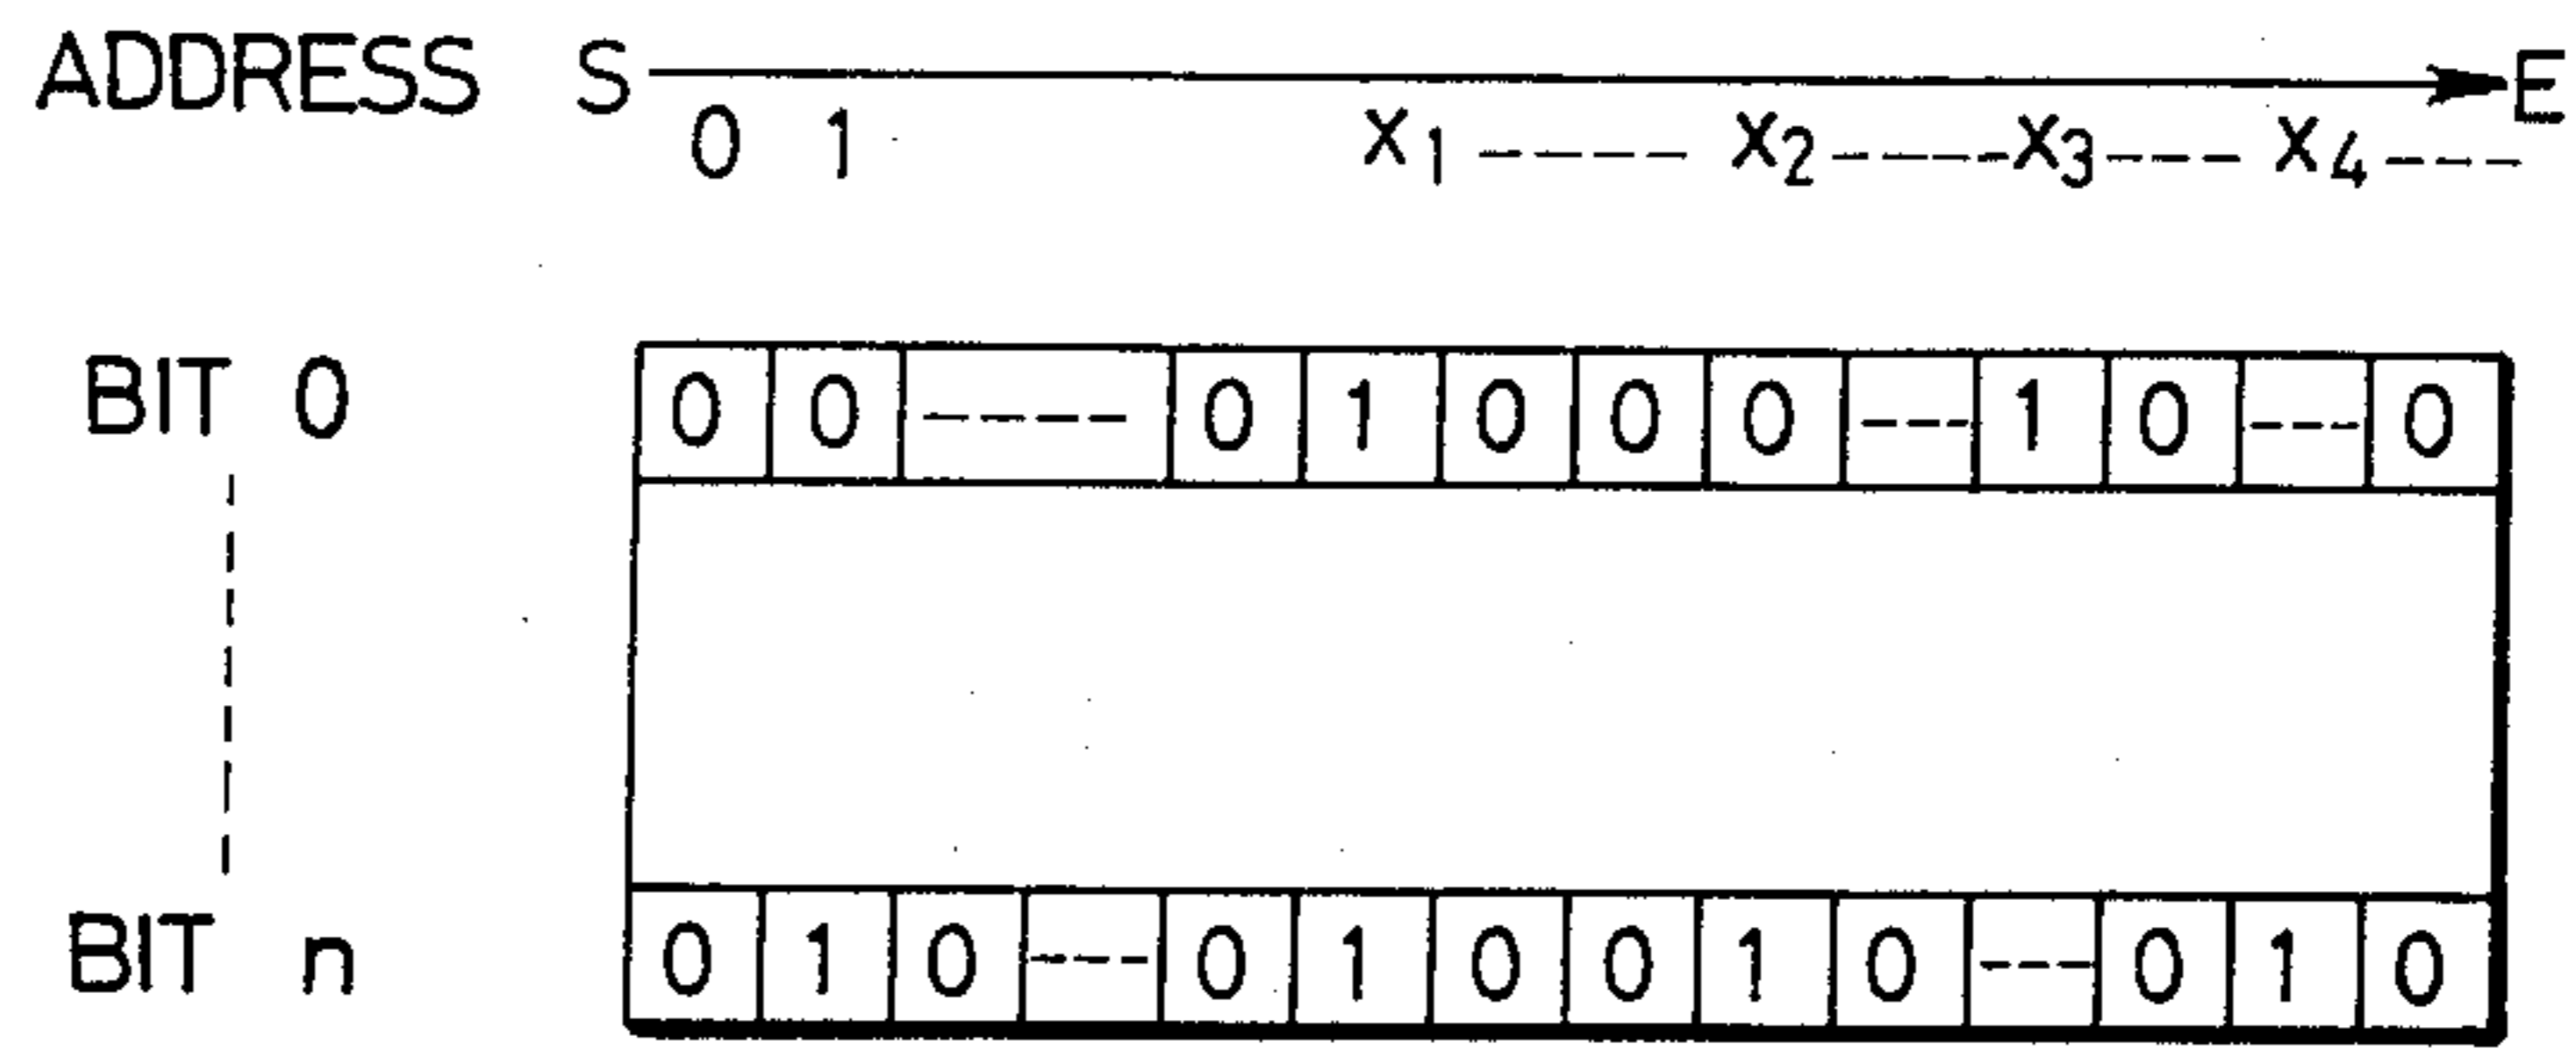 ADDRESS S E
0 1 X1 ---- X2 ---- X3 ---- X4 ----
BIT 0 0 0 ---- 0 1 0 0 0 --- 1 0 --- 0
BIT n 0 1 0 --- 0 1 0 0 1 0 --- 0 1 0